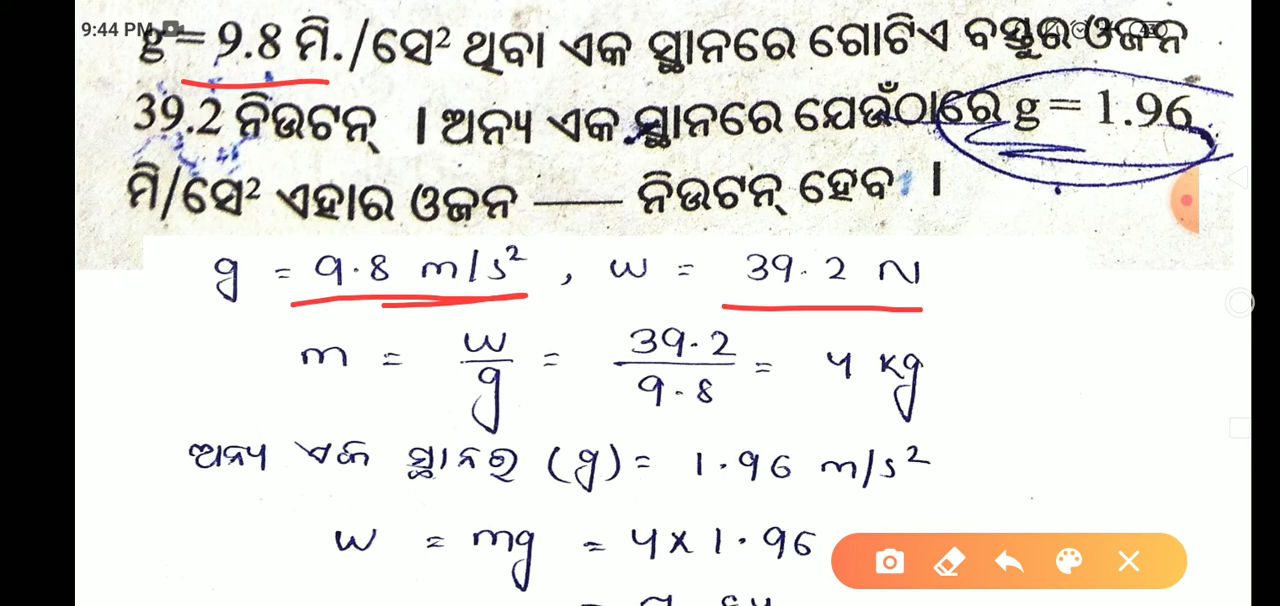 9:44 PM
g = 9.8 ମି./ସେ² ଥିବା ଏକ ସ୍ଥାନରେ ଗୋଟିଏ ବସ୍ତୁର ଓଜନ
39.2 ନିଉଟନ୍ । ଅନ୍ୟ ଏକ ସ୍ଥାନରେ ଯେଉଁଠାରେ g = 1.96
ମି/ସେ² ଏହାର ଓଜନ —— ନିଉଟନ୍ ହେବ ।
g = 9.8 m/s², w = 39.2 N
m = w/g = 39.2/9.8 = 4 kg
ଅନ୍ୟ ଏକ ସ୍ଥାନର (g) = 1.96 m/s²
w = mg = 4 x 1.96
=